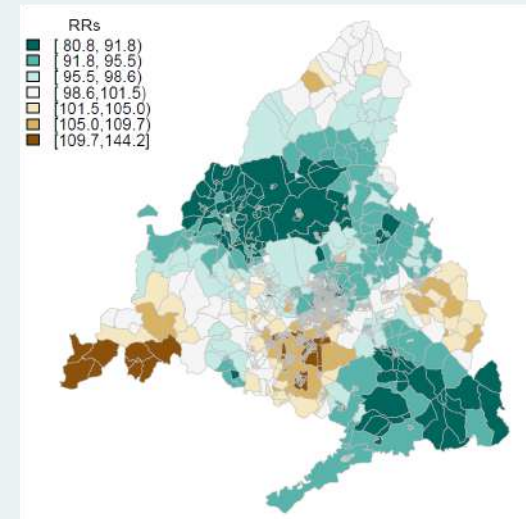 RRs
[ 80.8, 91.8)
[ 91.8, 95.5)
[ 95.5, 98.6)
[ 98.6,101.5)
[101.5,105.0)
[105.0,109.7)
[109.7,144.2]